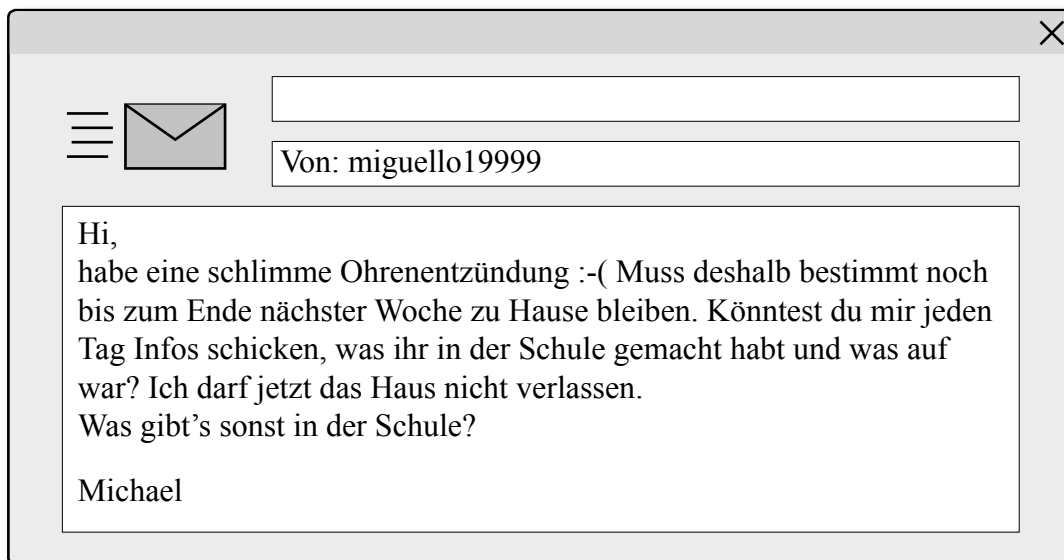 Von: miguello19999
Hi,
habe eine schlimme Ohrenentzündung :-( Muss deshalb bestimmt noch
bis zum Ende nächster Woche zu Hause bleiben. Könntest du mir jeden
Tag Infos schicken, was ihr in der Schule gemacht habt und was auf
war? Ich darf jetzt das Haus nicht verlassen.
Was gibt’s sonst in der Schule?
Michael